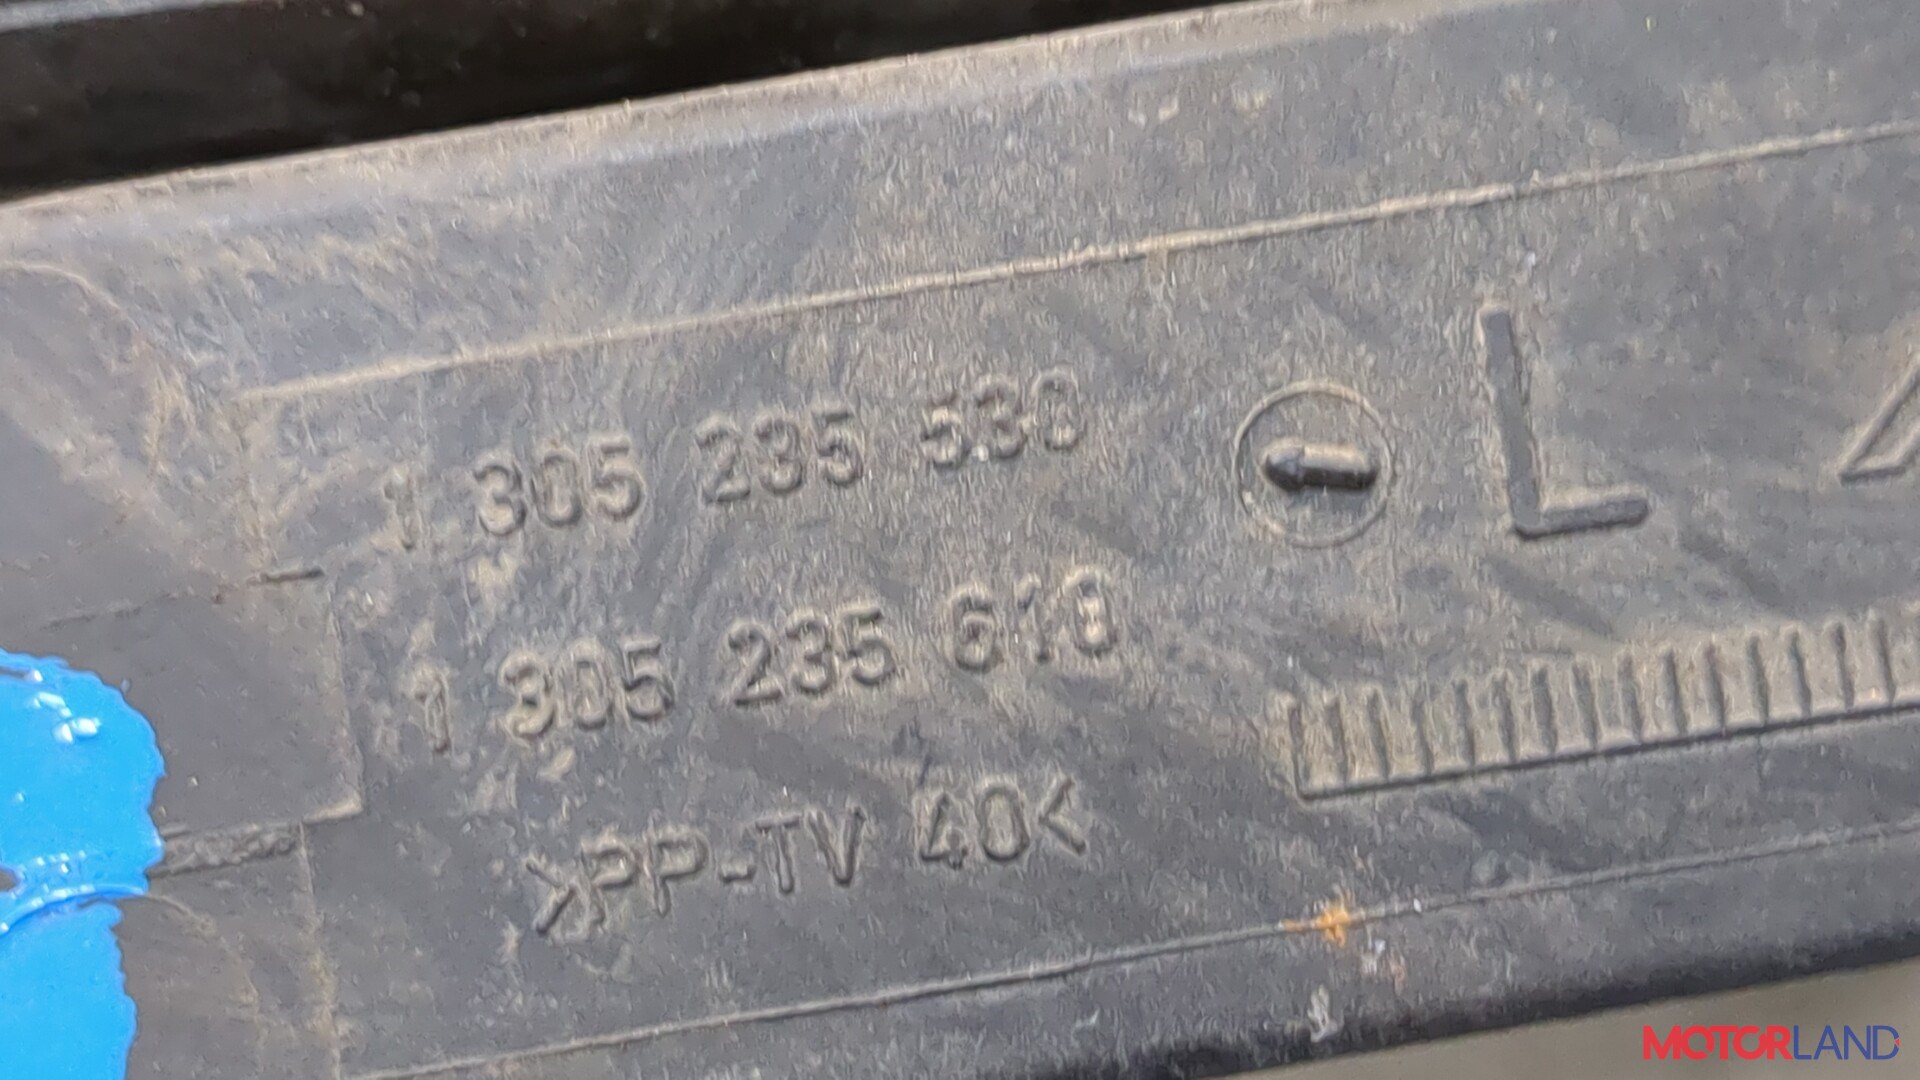 1 305 235 530
L
1 305 235 610
>PP-TV 40<
MOTORLAND